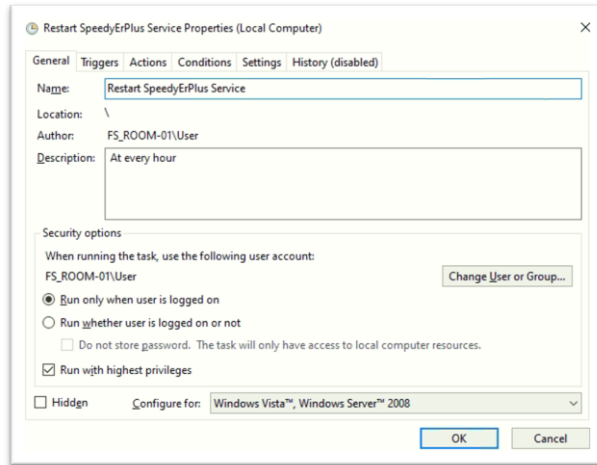 Restart SpeedyErPlus Service Properties (Local Computer)
General Triggers Actions Conditions Settings History (disabled)
Name: Restart SpeedyErPlus Service
Location: \
Author: FS_ROOM-01\User
Description: At every hour
Security options
When running the task, use the following user account:
FS_ROOM-01\User Change User or Group...
Run only when user is logged on
Run whether user is logged on or not
Do not store password. The task will only have access to local computer resources.
Run with highest privileges
Hidden Configure for: Windows Vista™, Windows Server™ 2008
OK Cancel